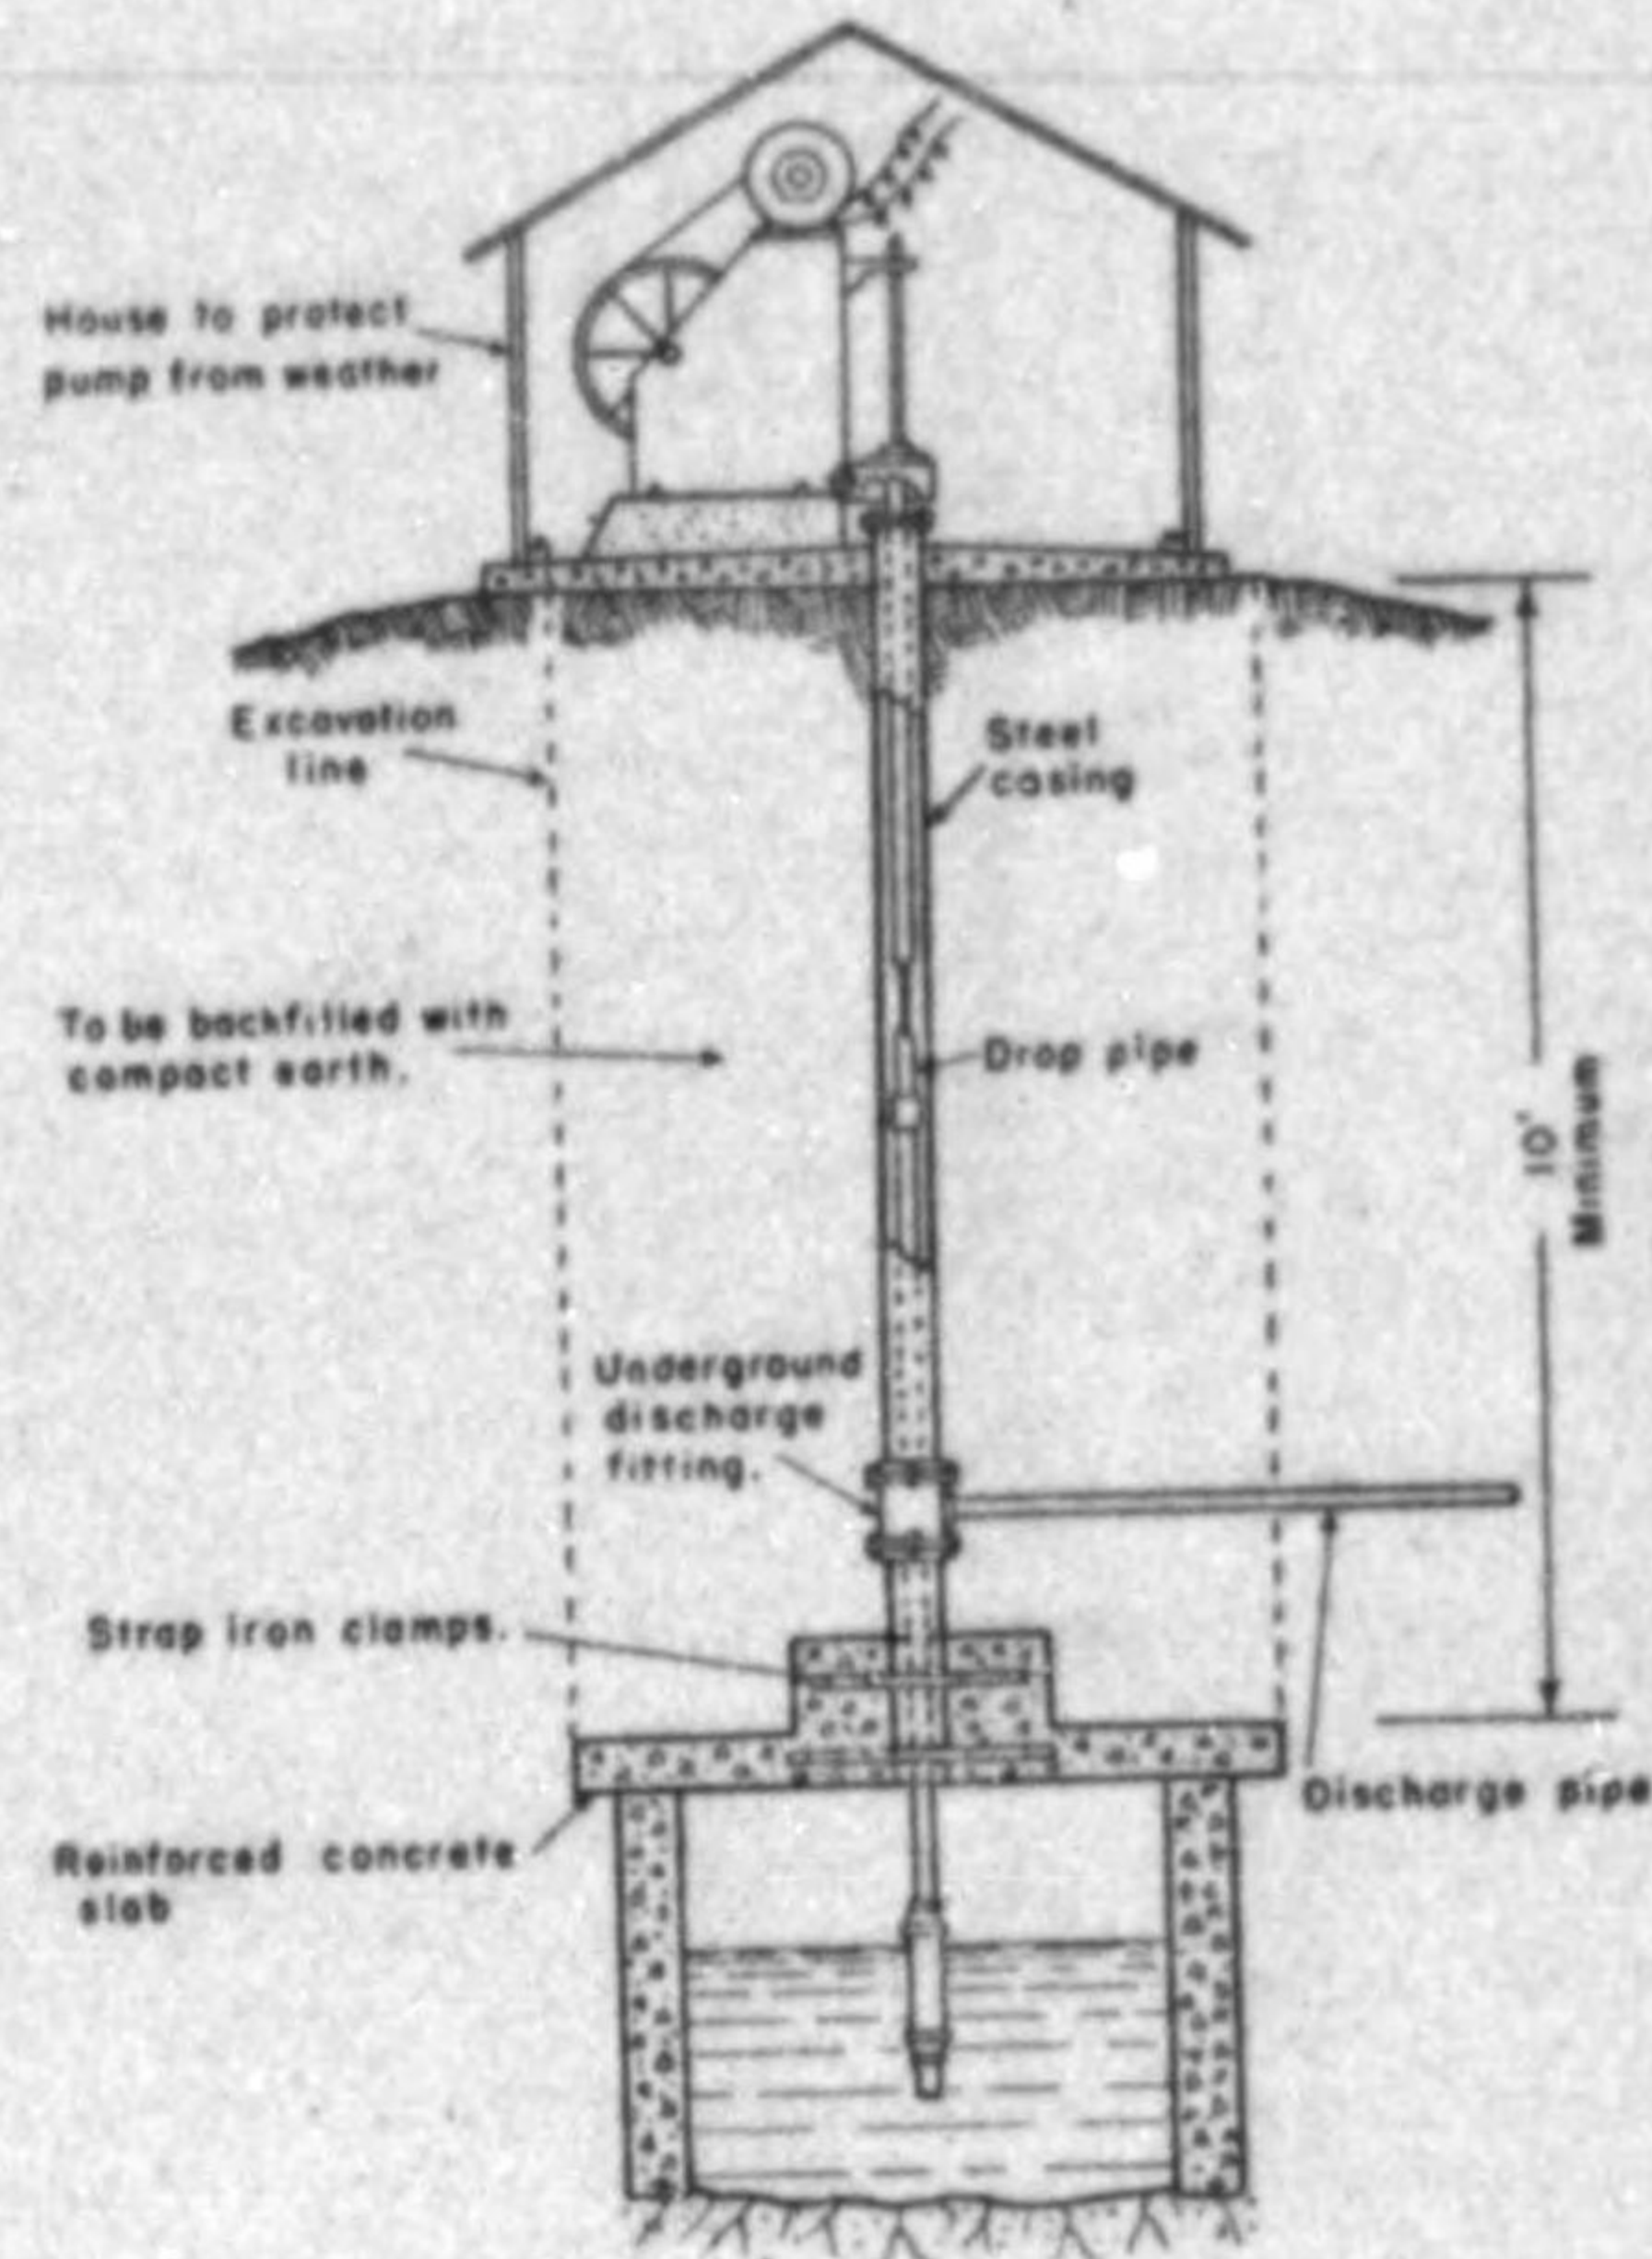 House to protect
pump from weather
Excavation
line
Steel
casing
To be backfilled with
compact earth.
Drop pipe
10'
Minimum
Underground
discharge
fitting.
Strap iron clamps.
Discharge pipe
Reinforced concrete
slab